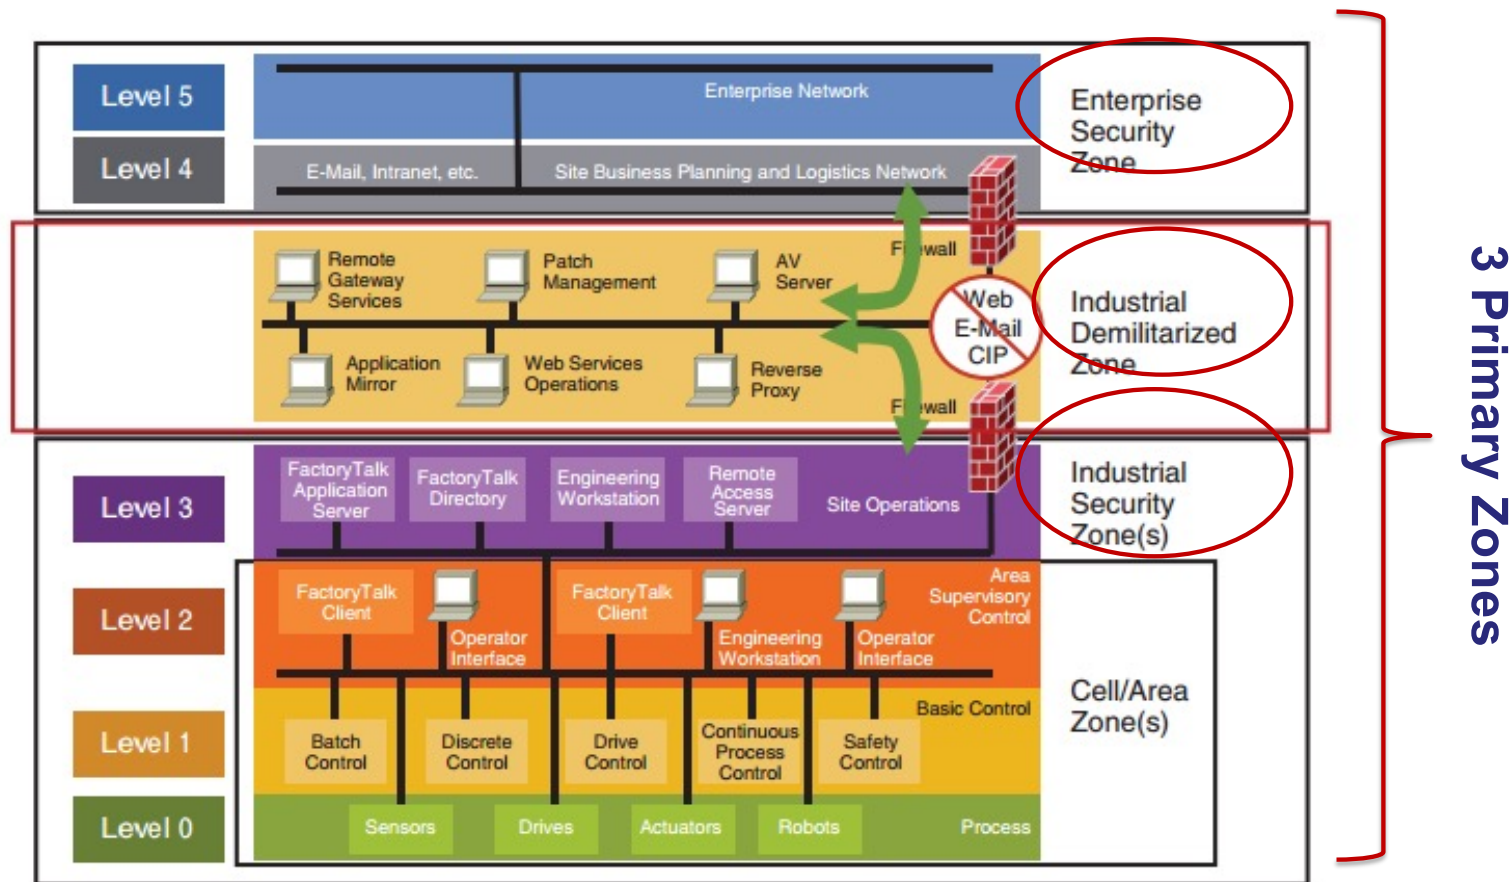 Level 5
Enterprise Network
Enterprise
Security
Zone
Level 4
E-Mail, Intranet, etc.
Site Business Planning and Logistics Network
Firewall
Remote
Gateway
Services
Patch
Management
AV
Server
Web
E-Mail
CIP
Industrial
Demilitarized
Zone
Application
Mirror
Web Services
Operations
Reverse
Proxy
Firewall
Level 3
FactoryTalk
Application
Server
FactoryTalk
Directory
Engineering
Workstation
Remote
Access
Server
Site Operations
Industrial
Security
Zone(s)
Level 2
FactoryTalk
Client
Operator
Interface
FactoryTalk
Client
Engineering
Workstation
Operator
Interface
Area
Supervisory
Control
Cell/Area
Zone(s)
Level 1
Basic Control
Batch
Control
Discrete
Control
Drive
Control
Continuous
Process
Control
Safety
Control
Level 0
Sensors
Drives
Actuators
Robots
Process
3 Primary Zones